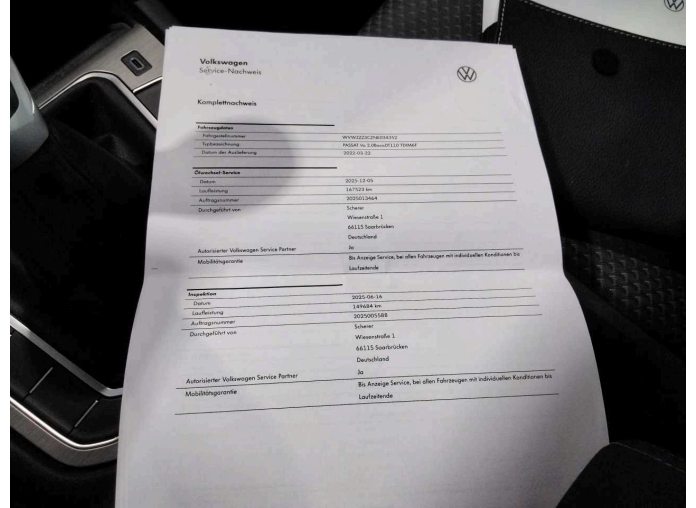 Volkswagen
Service-Nachweis
Komplettnachweis
Fahrzeugdaten
Fahrgestellnummer
Typbezeichnung PASSAT Va
Datum der Auslieferung 2022-03-22
Ölwechsel-Service
Datum 2025-12-05
Laufleistung 167523 km
Auftragsnummer 2025013464
Durchgeführt von Scherer
Wiesenstraße 1
66115 Saarbrücken
Deutschland
Autorisierter Volkswagen Service Partner Ja
Mobilitätsgarantie Bis Anzeige Service, bei allen Fahrzeugen mit individuellen Konditionen bis
Laufzeitende
Inspektion
Datum 2025-06-16
Laufleistung 149684 km
Auftragsnummer 2025005588
Durchgeführt von Scherer
Wiesenstraße 1
66115 Saarbrücken
Deutschland
Autorisierter Volkswagen Service Partner Ja
Mobilitätsgarantie Bis Anzeige Service, bei allen Fahrzeugen mit individuellen Konditionen bis
Laufzeitende